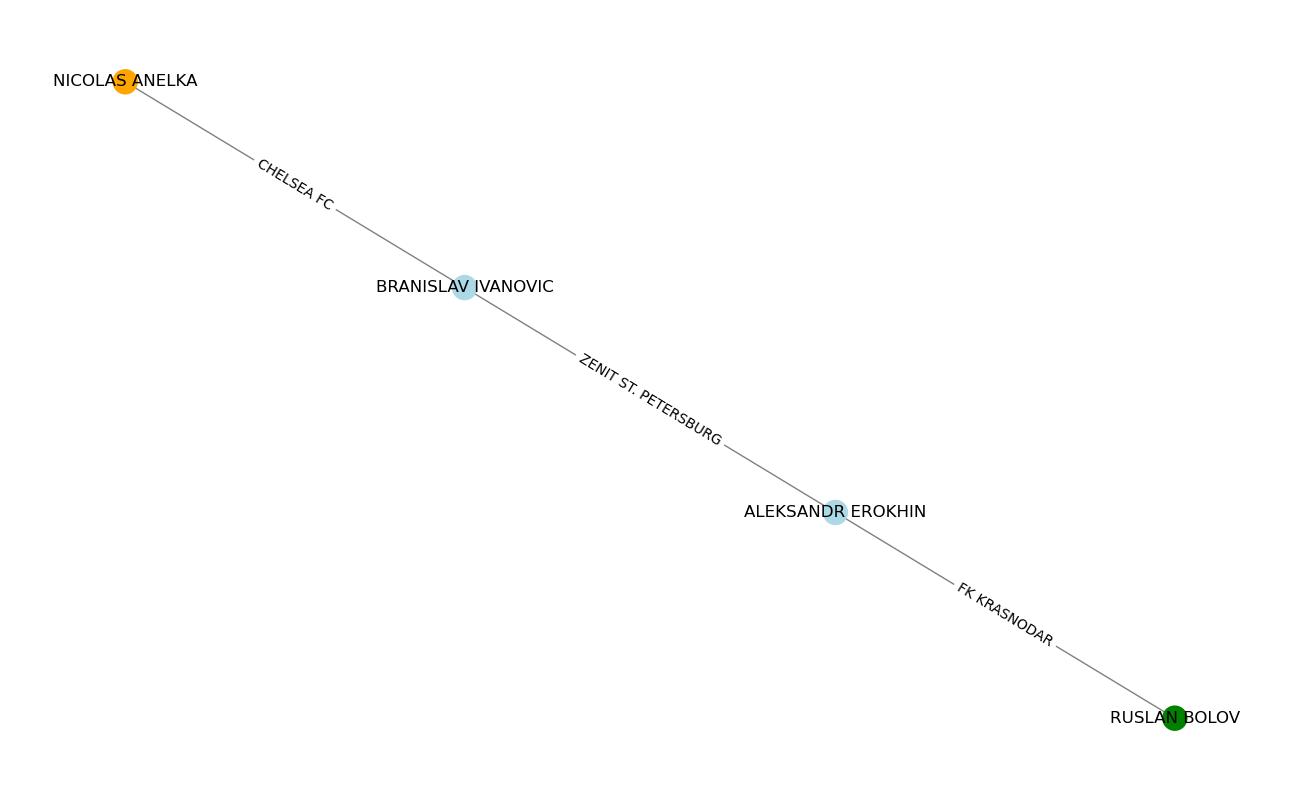 NICOLAS ANELKA
CHELSEA FC
BRANISLAV IVANOVIC
ZENIT ST. PETERSBURG
ALEKSANDR EROKHIN
FK KRASNODAR
RUSLAN BOLOV